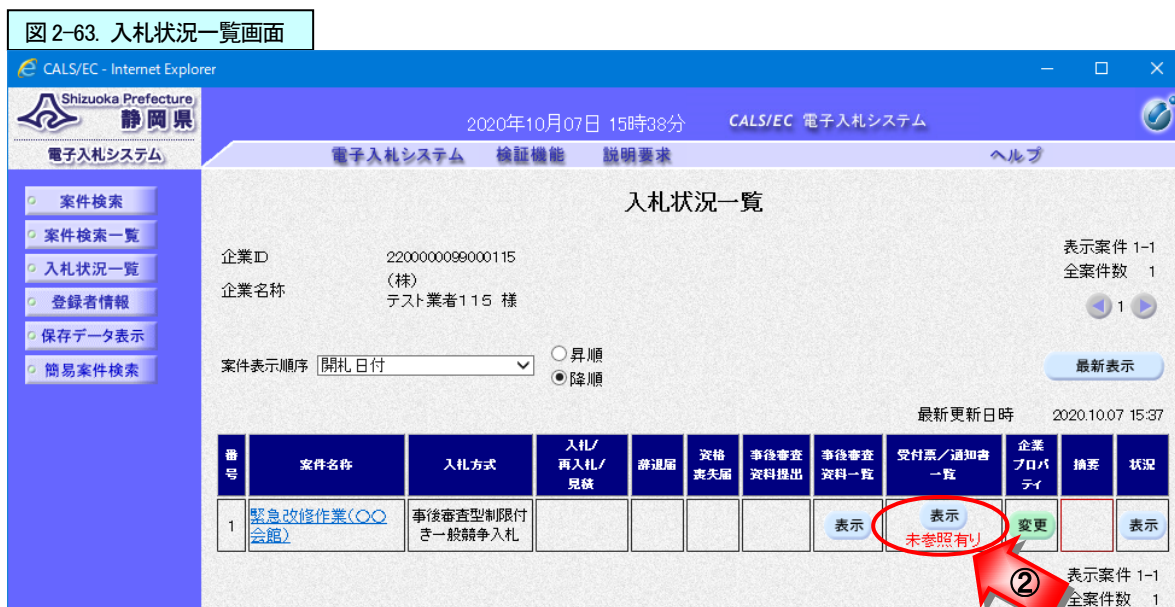 図 2-63. 入札状況一覧画面
CALS/EC - Internet Explorer
Shizuoka Prefecture
静岡県
電子入札システム
2020年10月07日 15時38分
CALS/EC 電子入札システム
電子入札システム 検証機能 説明要求 ヘルプ
案件検索
案件検索一覧
入札状況一覧
登録者情報
保存データ表示
簡易案件検索
入札状況一覧
企業ID 2200000099000115
企業名称 (株)
テスト業者115 様
表示案件 1-1
全案件数 1
1
案件表示順序 開札日付
昇順
降順
最新表示
最新更新日時 2020.10.07 15:37
番号 案件名称 入札方式 入札/再入札/見積 辞退届 資格喪失届 事後審査資料提出 事後審査資料一覧 受付票/通知書一覧 企業プロパティ 摘要 状況
1 緊急改修作業(〇〇会館) 事後審査型制限付き一般競争入札 表示 表示 未参照有り 変更 表示
②
表示案件 1-1
全案件数 1